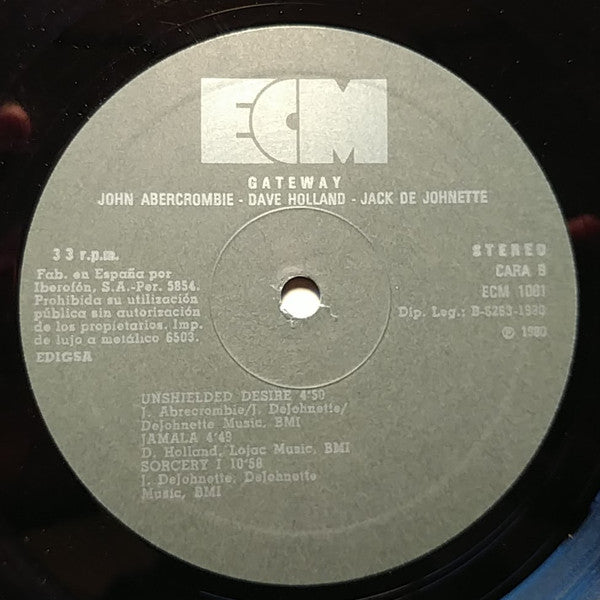 ECM
GATEWAY
JOHN ABERCROMBIE - DAVE HOLLAND - JACK DE JOHNETTE
33 r.p.m.
Fab. en España por
Iberofón, S.A.-Per. 5854.
Prohibida su utilización
pública sin autorización
de los propietarios. Imp.
de lujo a metálico 6503.
EDIGSA
STEREO
CARA B
ECM 1061
Dip. Leg.: B-5263-1980
℗ 1980
UNSHIELDED DESIRE 4'50
J. Abrecrombie/J. DeJohnette/
DeJohnette Music, BMI
JAMALA 4'49
D. Holland, Lojac Music, BMI
SORCERY I 10'58
J. DeJohnette, DeJohnette
Music, BMI